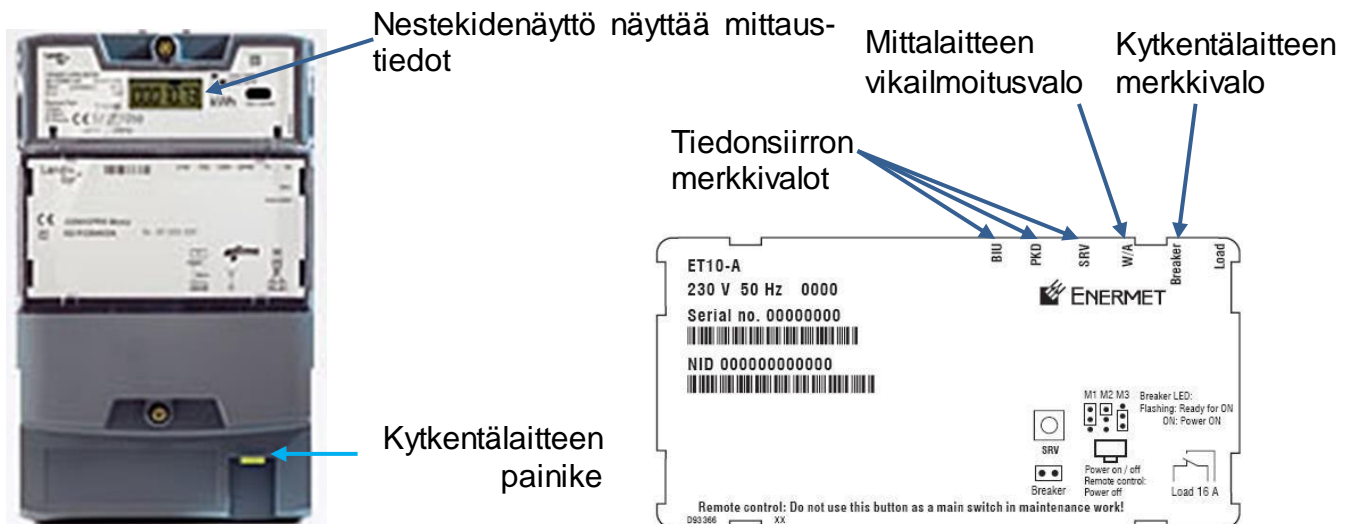 Nestekidenäyttö näyttää mittaus-
tiedot
Mittalaitteen
vikailmoitusvalo
Kytkentälaitteen
merkkivalo
Tiedonsiirron
merkkivalot
kWh
CE
Kytkentälaitteen
painike
BIU
PKD
SRV
W/A
Breaker
Load
ET10-A
230 V 50 Hz 0000
ENERMET
Serial no. 00000000
NID 000000000000
M1 M2 M3
Breaker LED:
Flashing: Ready for ON
ON: Power ON
SRV
Breaker
Power on / off
Remote control:
Power off
Load 16 A
Remote control: Do not use this button as a main switch in maintenance work!
D93366
XX